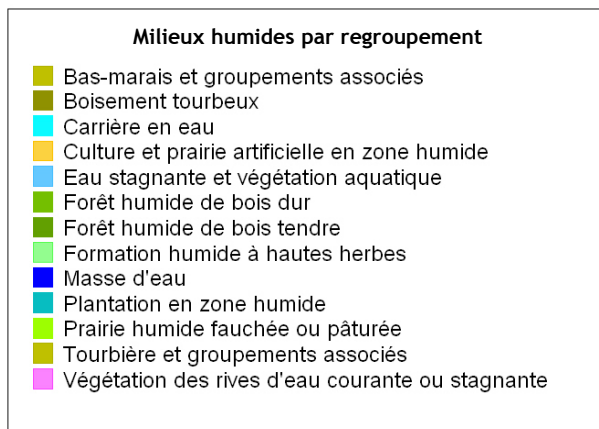 Milieux humides par regroupement
Bas-marais et groupements associés
Boisement tourbeux
Carrière en eau
Culture et prairie artificielle en zone humide
Eau stagnante et végétation aquatique
Forêt humide de bois dur
Forêt humide de bois tendre
Formation humide à hautes herbes
Masse d'eau
Plantation en zone humide
Prairie humide fauchée ou pâturée
Tourbière et groupements associés
Végétation des rives d'eau courante ou stagnante